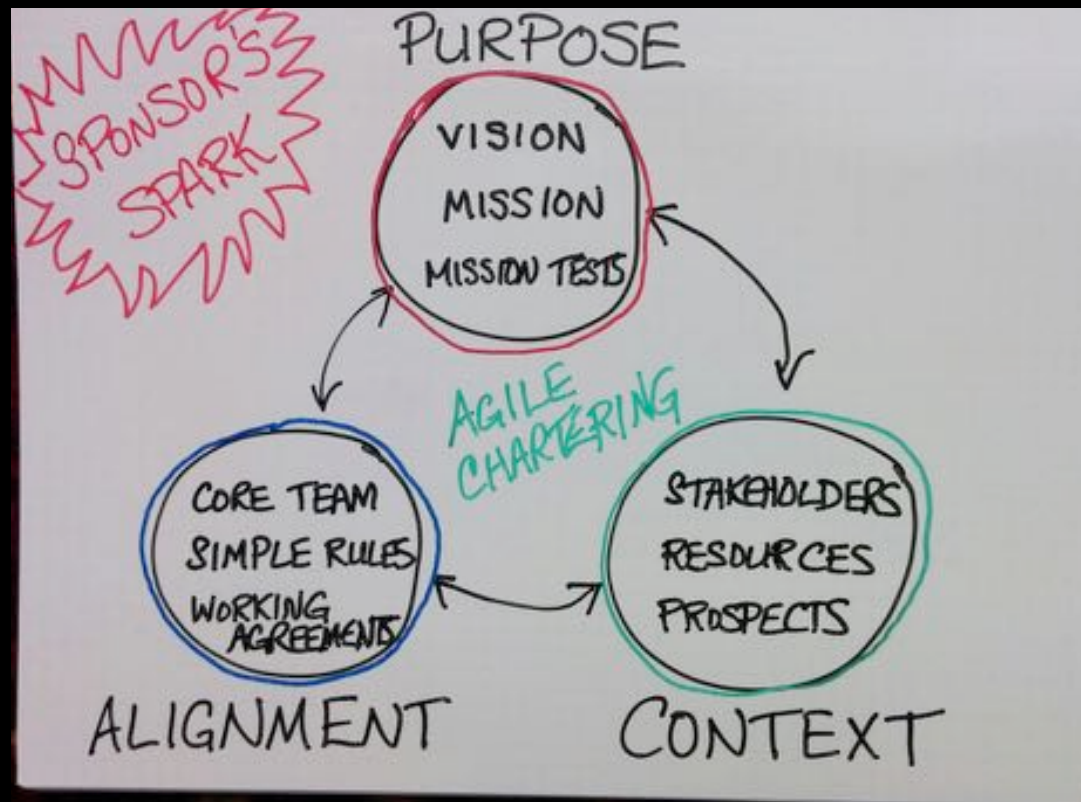 SPONSOR'S
SPARK
PURPOSE
VISION
MISSION
MISSION TESTS
AGILE
CHARTERING
CORE TEAM
SIMPLE RULES
WORKING
AGREEMENTS
ALIGNMENT
STAKEHOLDERS
RESOURCES
PROSPECTS
CONTEXT